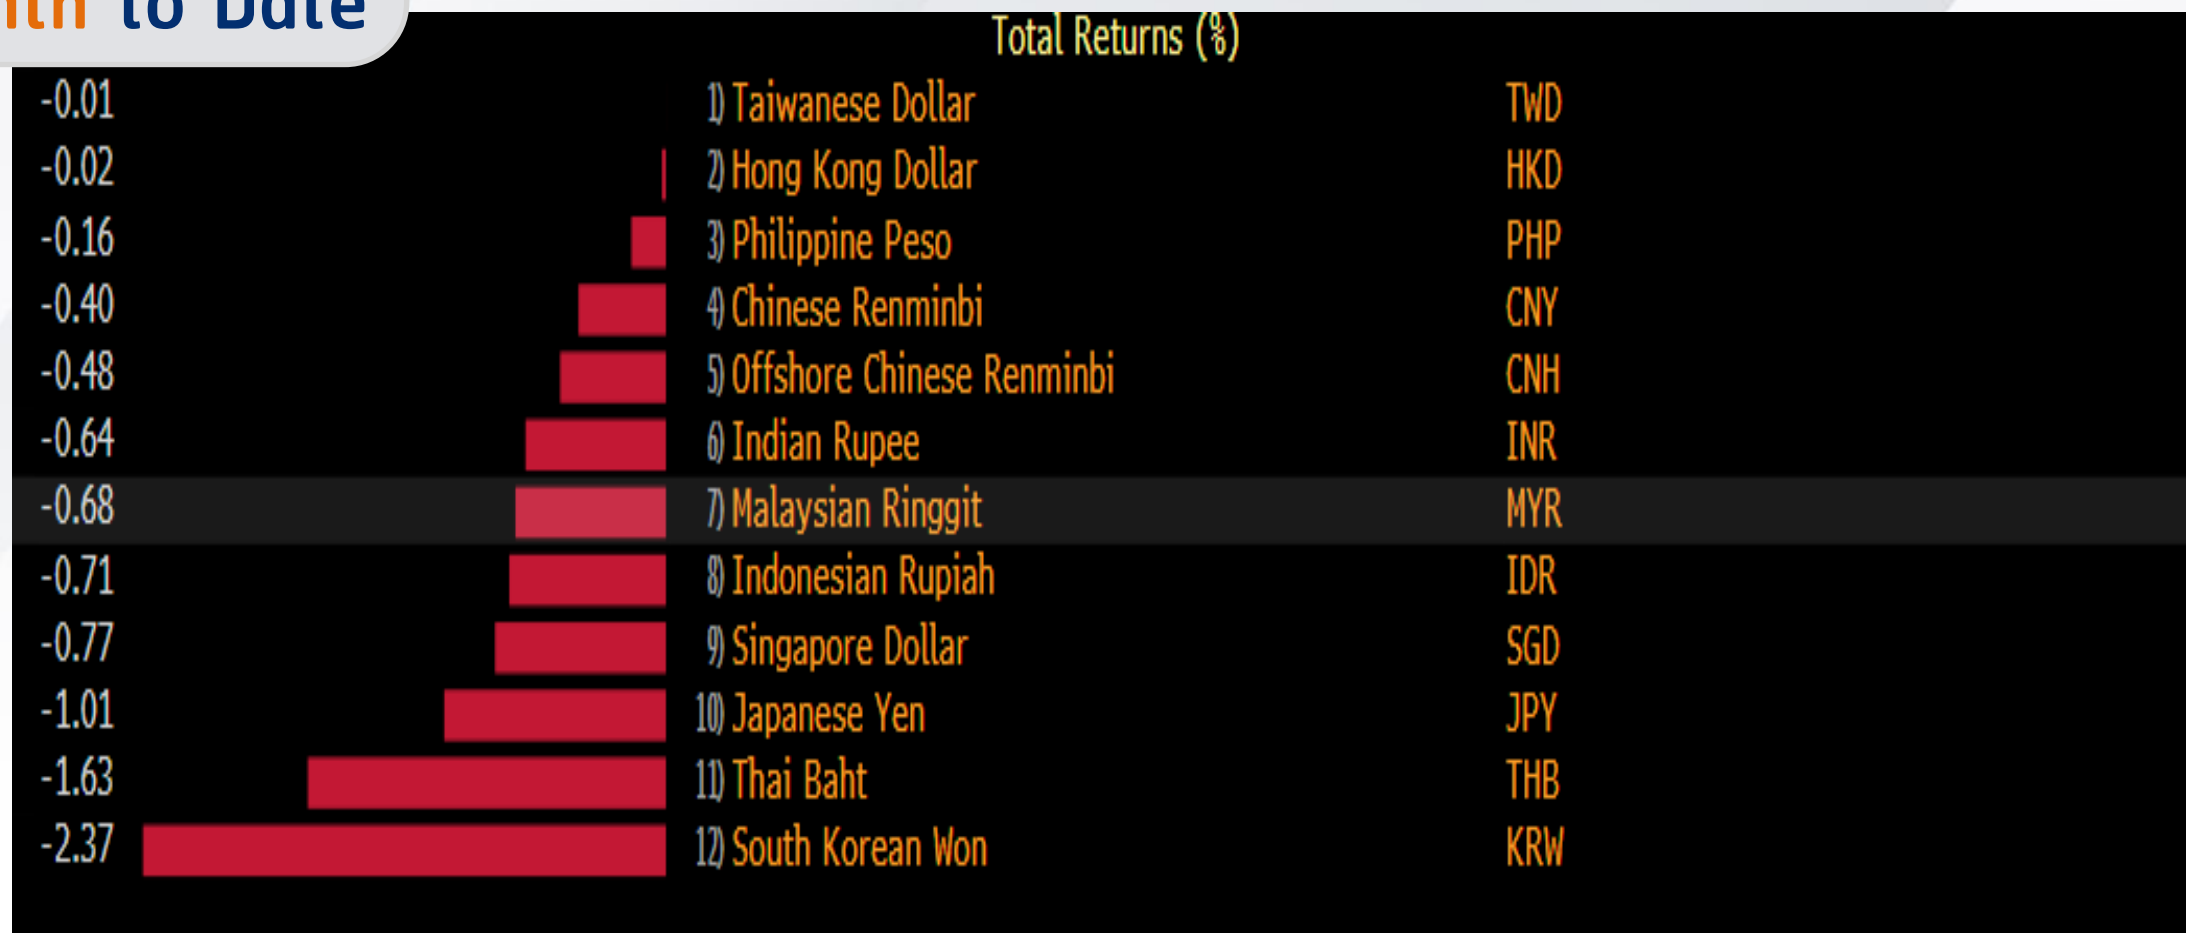 to Date
Total Returns (%)
-0.01 1) Taiwanese Dollar TWD
-0.02 2) Hong Kong Dollar HKD
-0.16 3) Philippine Peso PHP
-0.40 4) Chinese Renminbi CNY
-0.48 5) Offshore Chinese Renminbi CNH
-0.64 6) Indian Rupee INR
-0.68 7) Malaysian Ringgit MYR
-0.71 8) Indonesian Rupiah IDR
-0.77 9) Singapore Dollar SGD
-1.01 10) Japanese Yen JPY
-1.63 11) Thai Baht THB
-2.37 12) South Korean Won KRW